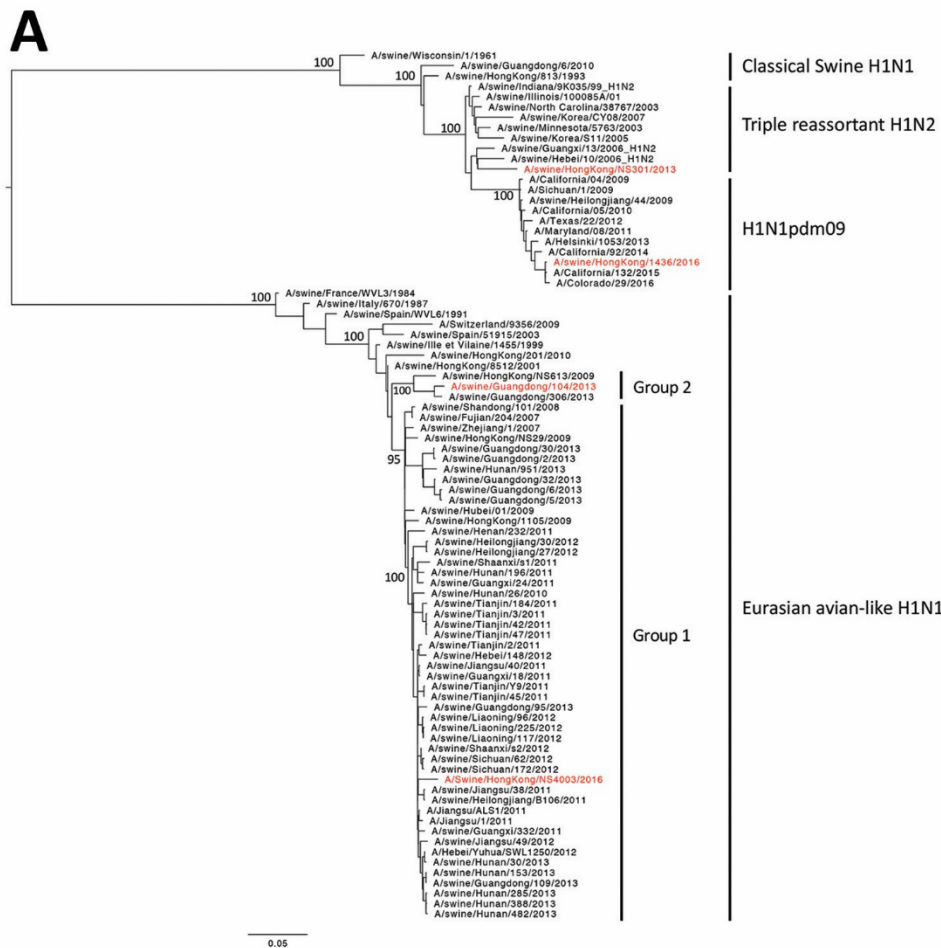 A
100
A/swine/Wisconsin/1/1961
100
A/swine/Guangdong/6/2010
A/swine/HongKong/813/1993
Classical Swine H1N1
100
A/swine/Indiana/9K035/99_H1N2
A/swine/Illinois/100085A/01
A/swine/North Carolina/38767/2003
A/swine/Korea/CY08/2007
A/swine/Minnesota/5763/2003
A/swine/Korea/S11/2005
A/swine/Guangxi/13/2006_H1N2
A/swine/Hebei/10/2006_H1N2
A/swine/HongKong/NS301/2013
Triple reassortant H1N2
100
A/California/04/2009
A/Sichuan/1/2009
A/swine/Heilongjiang/44/2009
A/California/05/2010
A/Texas/22/2012
A/Maryland/08/2011
A/Helsinki/1053/2013
A/California/92/2014
A/swine/HongKong/1436/2016
A/California/132/2015
A/Colorado/29/2016
H1N1pdm09
100
A/swine/France/WVL3/1984
A/swine/Italy/670/1987
A/swine/Spain/WVL6/1991
100
A/Switzerland/9356/2009
A/swine/Spain/51915/2003
A/swine/Ille et Vilaine/1455/1999
A/swine/HongKong/201/2010
A/swine/HongKong/8512/2001
100
A/swine/HongKong/NS613/2009
A/swine/Guangdong/104/2013
A/swine/Guangdong/306/2013
Group 2
95
A/swine/Shandong/101/2008
A/swine/Fujian/204/2007
A/swine/Zhejiang/1/2007
A/swine/HongKong/NS29/2009
A/swine/Guangdong/30/2013
A/swine/Guangdong/2/2013
A/swine/Hunan/951/2013
A/swine/Guangdong/32/2013
A/swine/Guangdong/6/2013
A/swine/Guangdong/5/2013
A/swine/Hubei/01/2009
A/swine/HongKong/1105/2009
100
A/swine/Henan/232/2011
A/swine/Heilongjiang/30/2012
A/swine/Heilongjiang/27/2012
A/swine/Shaanxi/s1/2011
A/swine/Hunan/196/2011
A/swine/Guangxi/24/2011
A/swine/Hunan/26/2010
A/swine/Tianjin/184/2011
A/swine/Tianjin/3/2011
A/swine/Tianjin/42/2011
A/swine/Tianjin/47/2011
A/swine/Tianjin/2/2011
A/swine/Hebei/148/2012
A/swine/Jiangsu/40/2011
A/swine/Guangxi/18/2011
A/swine/Tianjin/Y9/2011
A/swine/Tianjin/45/2011
A/swine/Guangdong/95/2013
A/swine/Liaoning/96/2012
A/swine/Liaoning/225/2012
A/swine/Liaoning/117/2012
A/swine/Shaanxi/s2/2012
A/swine/Sichuan/62/2012
A/swine/Sichuan/172/2012
A/Swine/HongKong/NS4003/2016
A/swine/Jiangsu/38/2011
A/swine/Heilongjiang/B106/2011
A/Jiangsu/ALS1/2011
A/Jiangsu/1/2011
A/swine/Guangxi/332/2011
A/swine/Jiangsu/49/2012
A/Hebei/Yuhua/SWL1250/2012
A/swine/Hunan/30/2013
A/swine/Hunan/153/2013
A/swine/Guangdong/109/2013
A/swine/Hunan/285/2013
A/swine/Hunan/388/2013
A/swine/Hunan/482/2013
Group 1
Eurasian avian-like H1N1
0.05